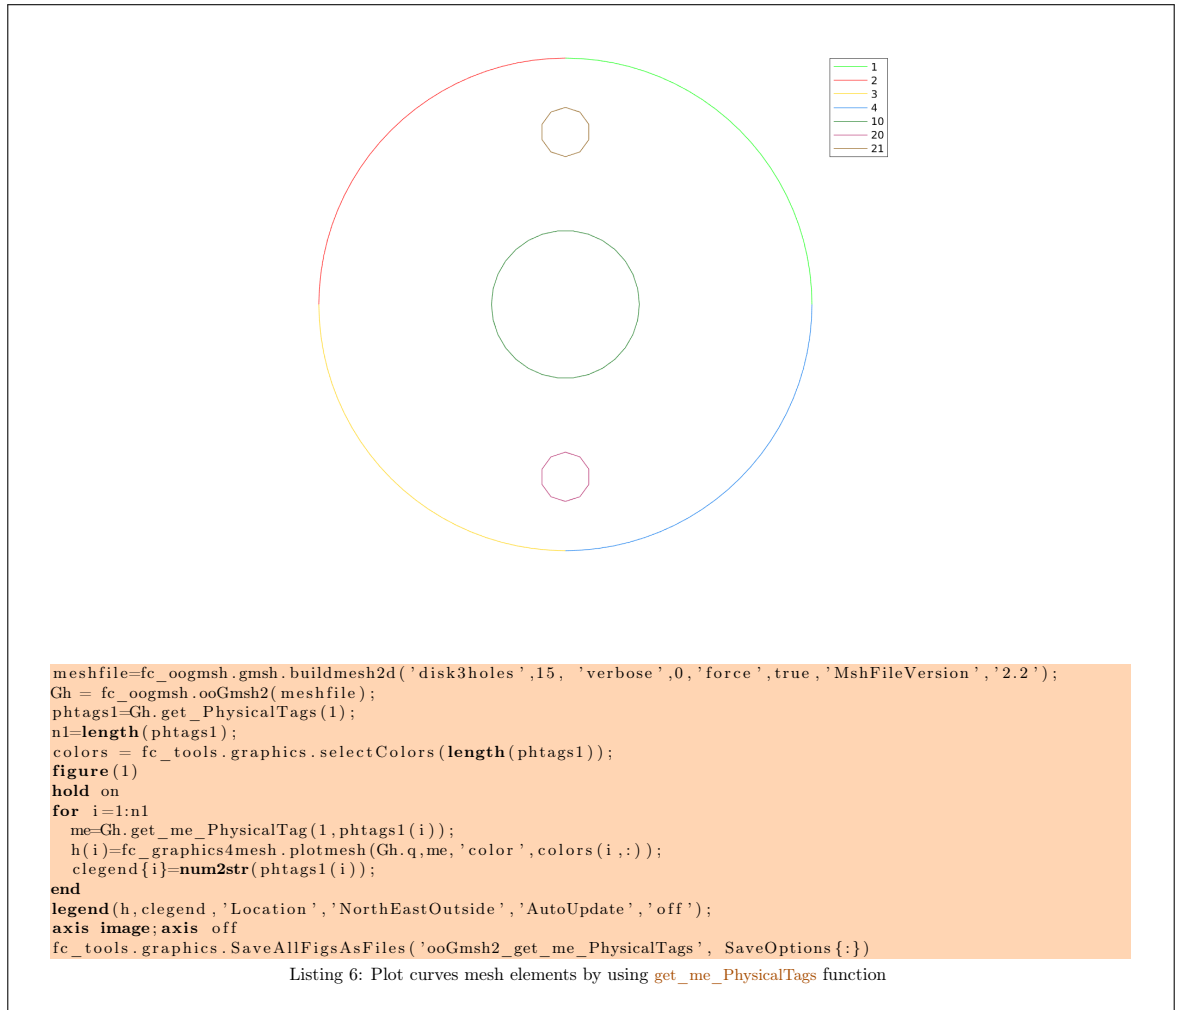 1
2
3
4
10
20
21
meshfile=fc_oogmsh.gmsh.buildmesh2d('disk3holes',15, 'verbose',0,'force',true,'MshFileVersion','2.2');
Gh = fc_oogmsh.ooGmsh2(meshfile);
phtags1=Gh.get_PhysicalTags(1);
n1=length(phtags1);
colors = fc_tools.graphics.selectColors(length(phtags1));
figure(1)
hold on
for i=1:n1
me=Gh.get_me_PhysicalTag(1,phtags1(i));
h(i)=fc_graphics4mesh.plotmesh(Gh.q,me,'color',colors(i,:));
clegend{i}=num2str(phtags1(i));
end
legend(h,clegend,'Location','NorthEastOutside','AutoUpdate','off');
axis image;axis off
fc_tools.graphics.SaveAllFigsAsFiles('ooGmsh2_get_me_PhysicalTags', SaveOptions{:})
Listing 6: Plot curves mesh elements by using get_me_PhysicalTags function